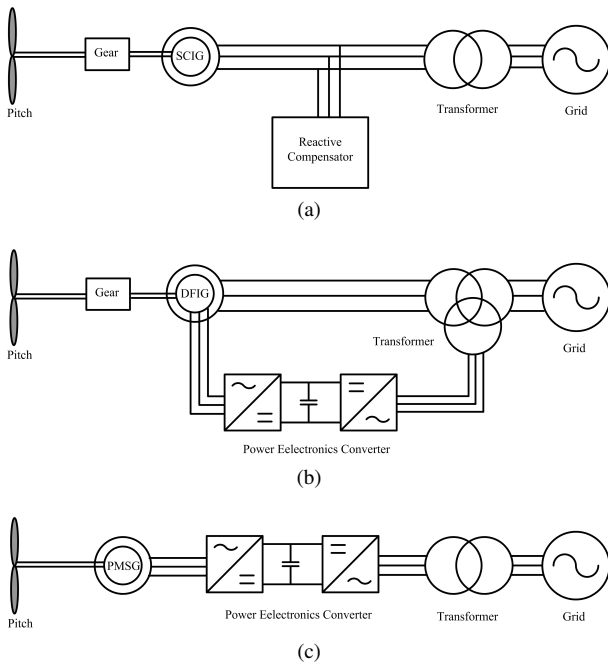 Gear
SCIG
Pitch
Transformer
Grid
Reactive
Compensator
(a)
Gear
DFIG
Transformer
Pitch
Grid
Power Eelectronics Converter
(b)
PMSG
Pitch
Power Eelectronics Converter
Transformer
Grid
(c)